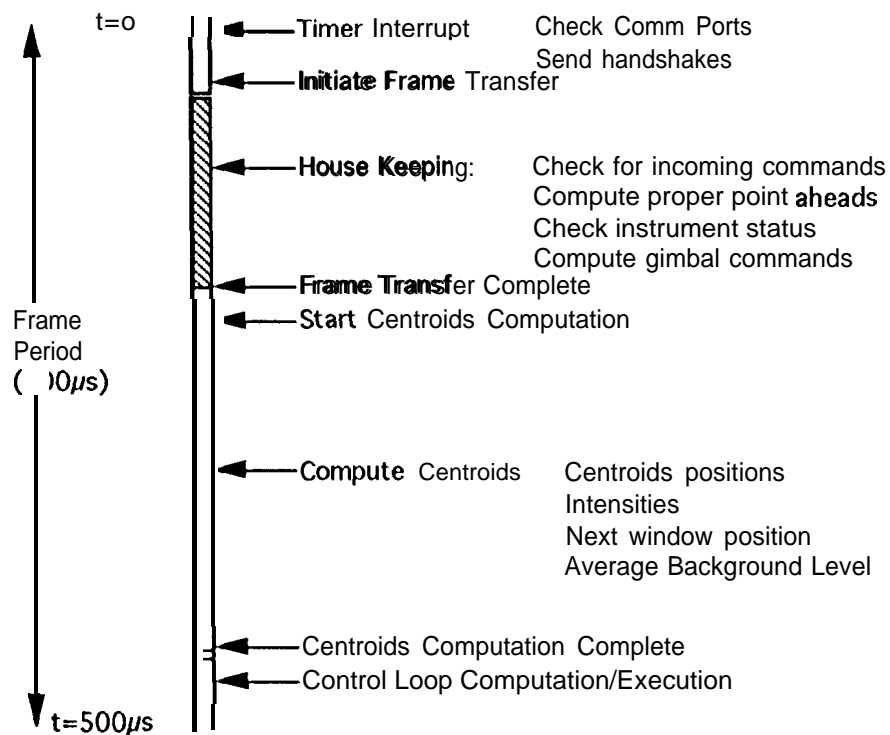 t=o
Timer Interrupt
Check Comm Ports
Send handshakes
Initiate Frame Transfer
House Keeping:
Check for incoming commands
Compute proper point aheads
Check instrument status
Compute gimbal commands
Frame Transfer Complete
Start Centroids Computation
Frame
Period
( )0μs)
Compute Centroids
Centroids positions
Intensities
Next window position
Average Background Level
Centroids Computation Complete
Control Loop Computation/Execution
t=500μs